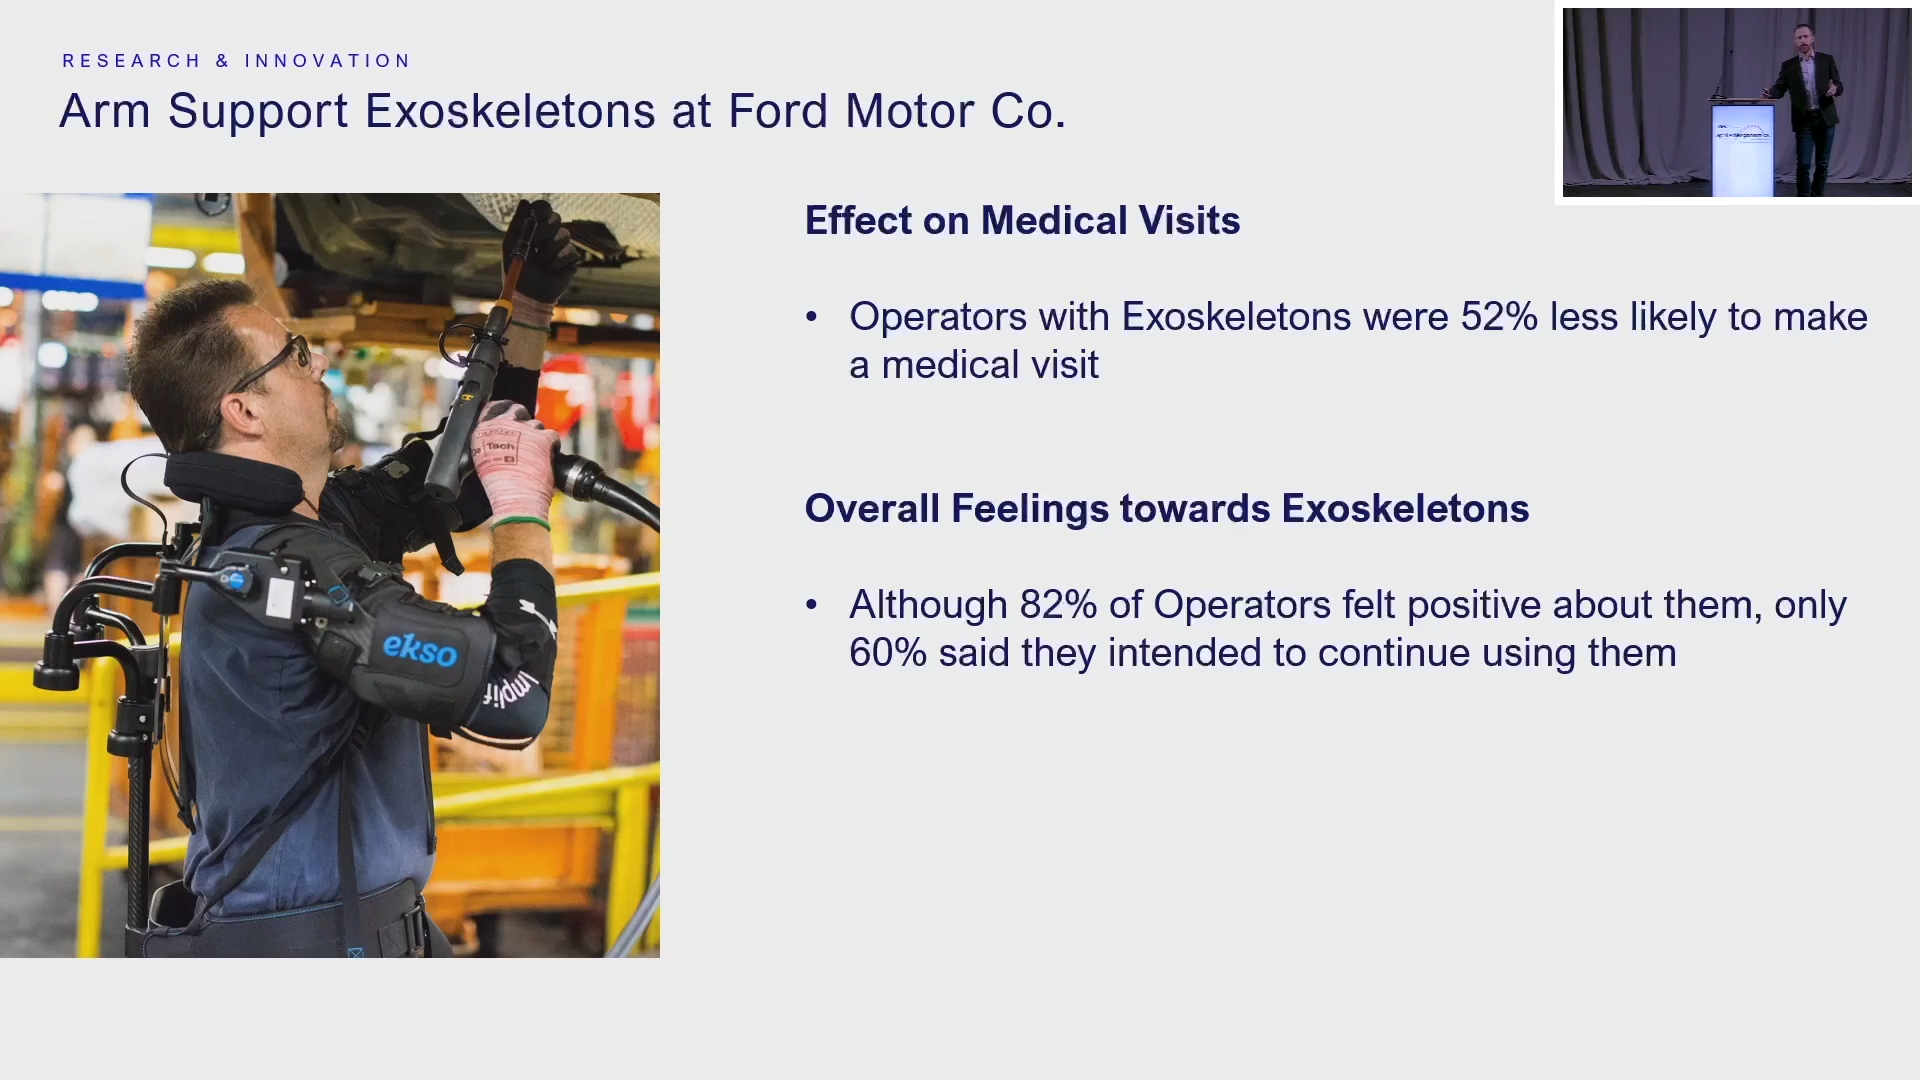 RESEARCH & INNOVATION
Arm Support Exoskeletons at Ford Motor Co.
Effect on Medical Visits
• Operators with Exoskeletons were 52% less likely to make
a medical visit
Overall Feelings towards Exoskeletons
• Although 82% of Operators felt positive about them, only
60% said they intended to continue using them
Tach
ekso